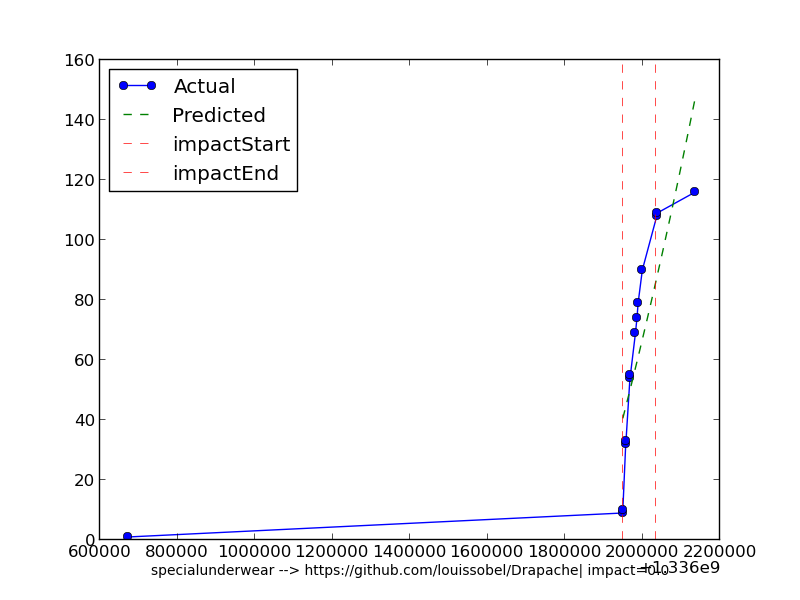 160
140
120
100
80
60
40
20
0
Actual
Predicted
impactStart
impactEnd
600000 800000 1000000 1200000 1400000 1600000 1800000 2000000 2200000
+1.336e9
specialunderwear --> https://github.com/louissobel/Drapache| impact=0.0